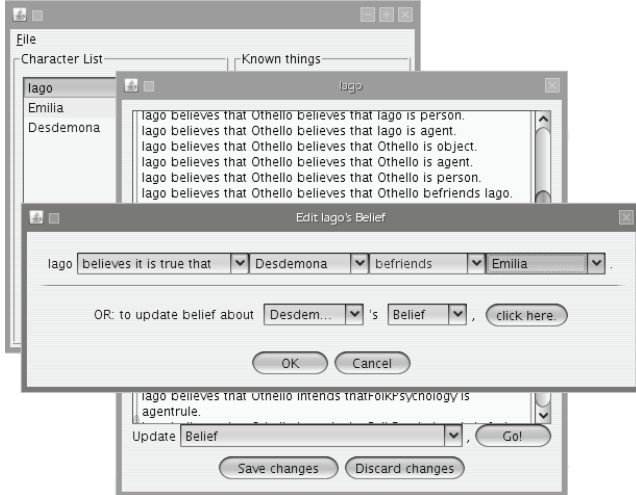 File
Character List
Known things
Iago
Emilia
Desdemona
Iago
Iago believes that Othello believes that Iago is person.
Iago believes that Othello believes that Iago is agent.
Iago believes that Othello believes that Othello is object.
Iago believes that Othello believes that Othello is agent.
Iago believes that Othello believes that Othello is person.
Iago believes that Othello believes that Othello befriends Iago.
Edit Iago's Belief
Iago believes it is true that Desdemona befriends Emilia .
OR: to update belief about Desdem... 's Belief , click here.
OK Cancel
Iago believes that Othello intends thatFolkPsychology is
agentrule.
Update Belief , Go!
Save changes Discard changes